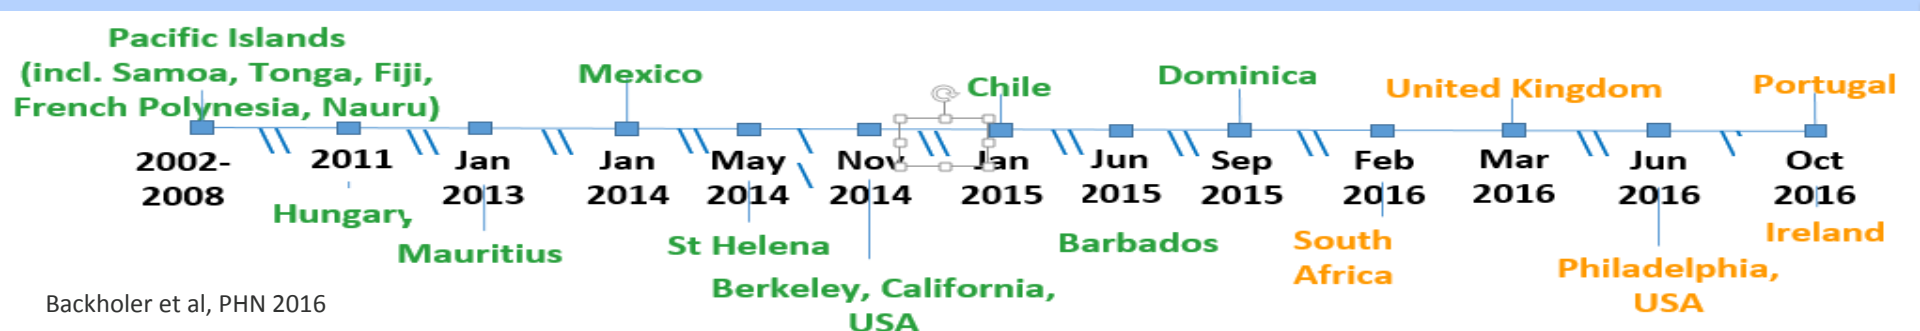 Pacific Islands
(incl. Samoa, Tonga, Fiji,
French Polynesia, Nauru)
Mexico
Chile
Dominica
United Kingdom
Portugal
2002-
2008
2011
Jan
2013
Jan
2014
May
2014
Nov
2014
Jan
2015
Jun
2015
Sep
2015
Feb
2016
Mar
2016
Jun
2016
Oct
2016
Hungary
Mauritius
St Helena
Berkeley, California,
USA
Barbados
South
Africa
Philadelphia,
USA
Ireland
Backholer et al, PHN 2016